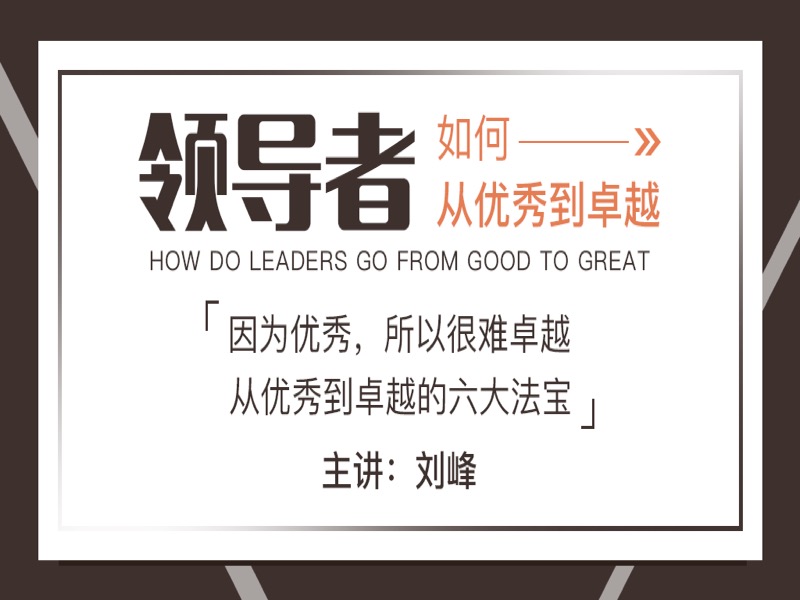 领导者
如何
从优秀到卓越
HOW DO LEADERS GO FROM GOOD TO GREAT
「因为优秀，所以很难卓越
从优秀到卓越的六大法宝」
主讲：刘峰